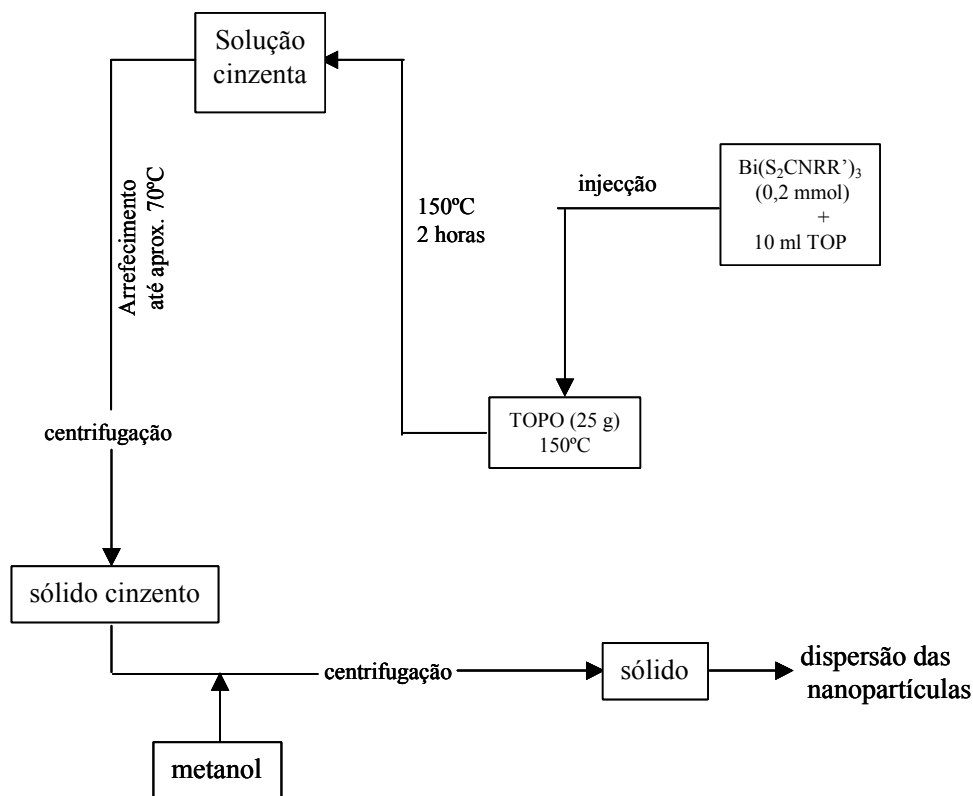 Solução
cinzenta
Bi(S₂CNRR’)₃
(0,2 mmol)
+
10 ml TOP
injecção
150ºC
2 horas
Arrefecimento
até aprox. 70ºC
TOPO (25 g)
150ºC
centrifugação
sólido cinzento
centrifugação
sólido
dispersão das
nanopartículas
metanol